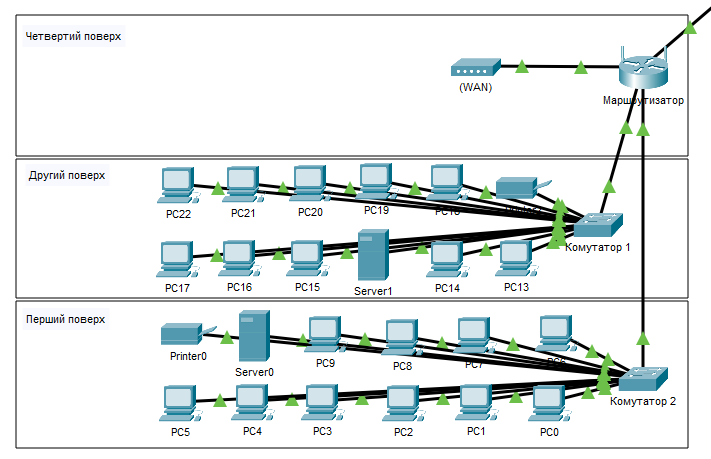 Четвертий поверх
(WAN)
Маршрутизатор
Другий поверх
PC22
PC21
PC20
PC19
Комутатор 1
PC17
PC16
PC15
Server1
PC14
PC13
Перший поверх
Printer0
Server0
PC9
PC8
PC7
Комутатор 2
PC5
PC4
PC3
PC2
PC1
PC0